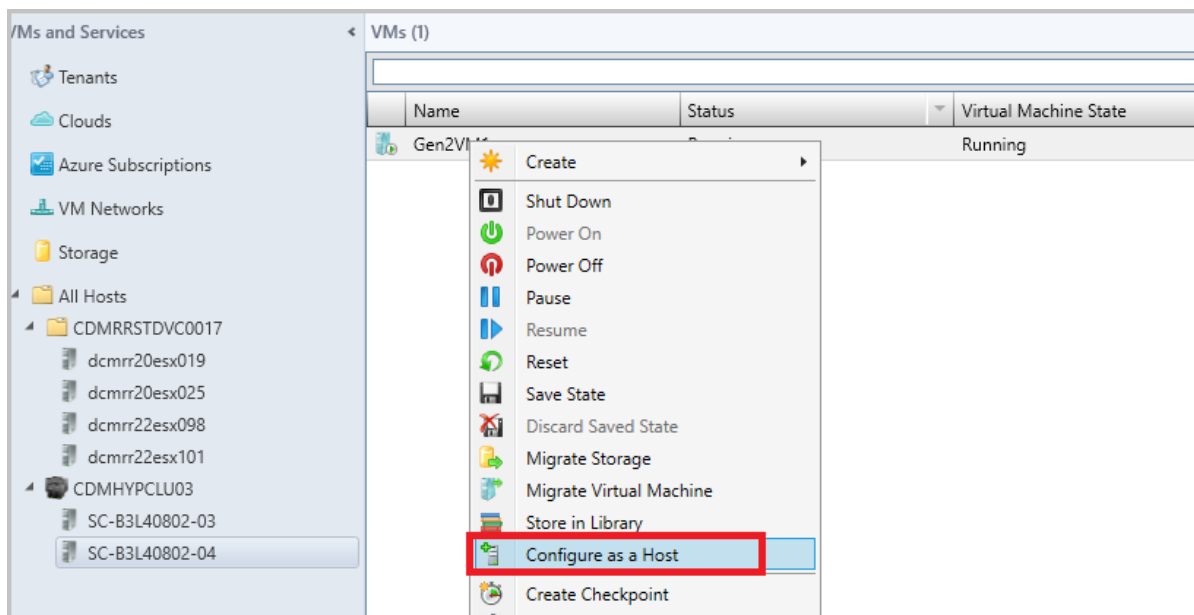 VMs and Services
VMs (1)
Tenants
Clouds
Azure Subscriptions
VM Networks
Storage
All Hosts
CDMRRSTDVC0017
dcmrr20esx019
dcmrr20esx025
dcmrr22esx098
dcmrr22esx101
CDMHYPCLU03
SC-B3L40802-03
SC-B3L40802-04
Name Status Virtual Machine State
Gen2VM1 Running
Create
Shut Down
Power On
Power Off
Pause
Resume
Reset
Save State
Discard Saved State
Migrate Storage
Migrate Virtual Machine
Store in Library
Configure as a Host
Create Checkpoint